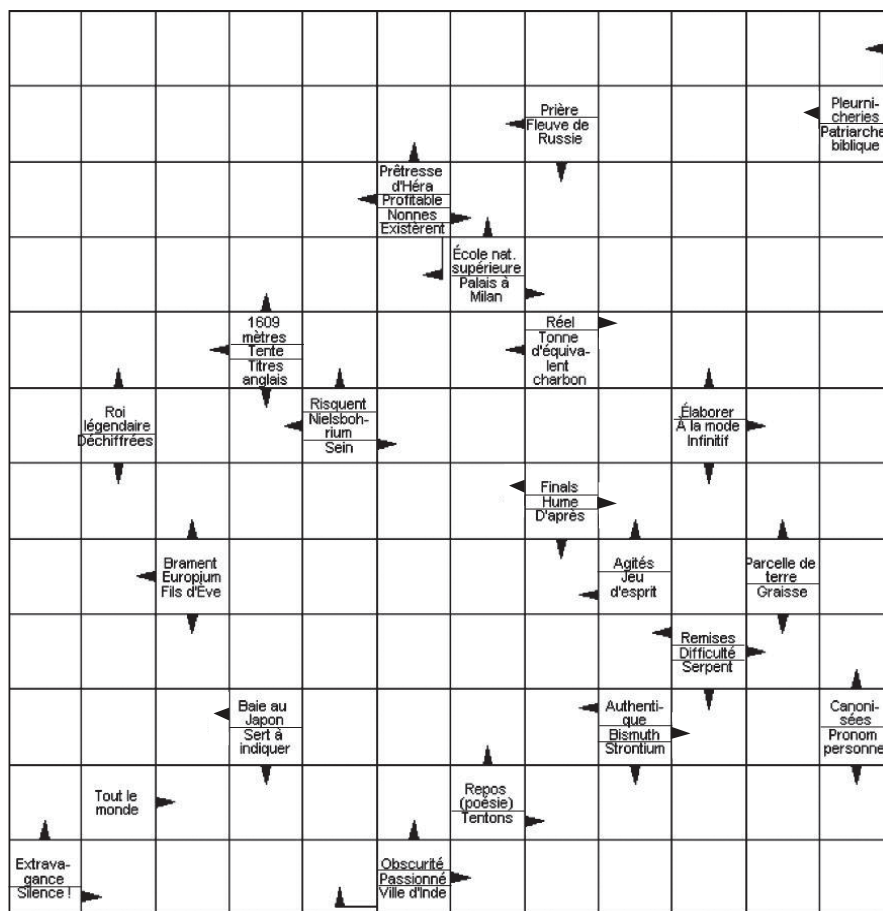 Prière
Fleuve de
Russie
Pleurni-
cheries
Patriarche
biblique
Prêtresse
d'Héra
Profitable
Nonnes
Existèrent
École nat.
supérieure
Palais à
Milan
1609
mètres
Tente
Titres
anglais
Réel
Tonne
d'équiva-
lent
charbon
Roi
légendaire
Déchiffrées
Risquent
Nielsboh-
rium
Sein
Élaborer
À la mode
Infinitif
Finals
Hume
D'après
Brament
Europium
Fils d'Ève
Agités
Jeu
d'esprit
Parcelle de
terre
Graisse
Remises
Difficulté
Serpent
Baie au
Japon
Sert à
indiquer
Authenti-
que
Bismuth
Strontium
Canoni-
sées
Pronom
personne
Tout le
monde
Repos
(poésie)
Tentons
Extrava-
gance
Silence !
Obscurité
Passionné
Ville d'Inde